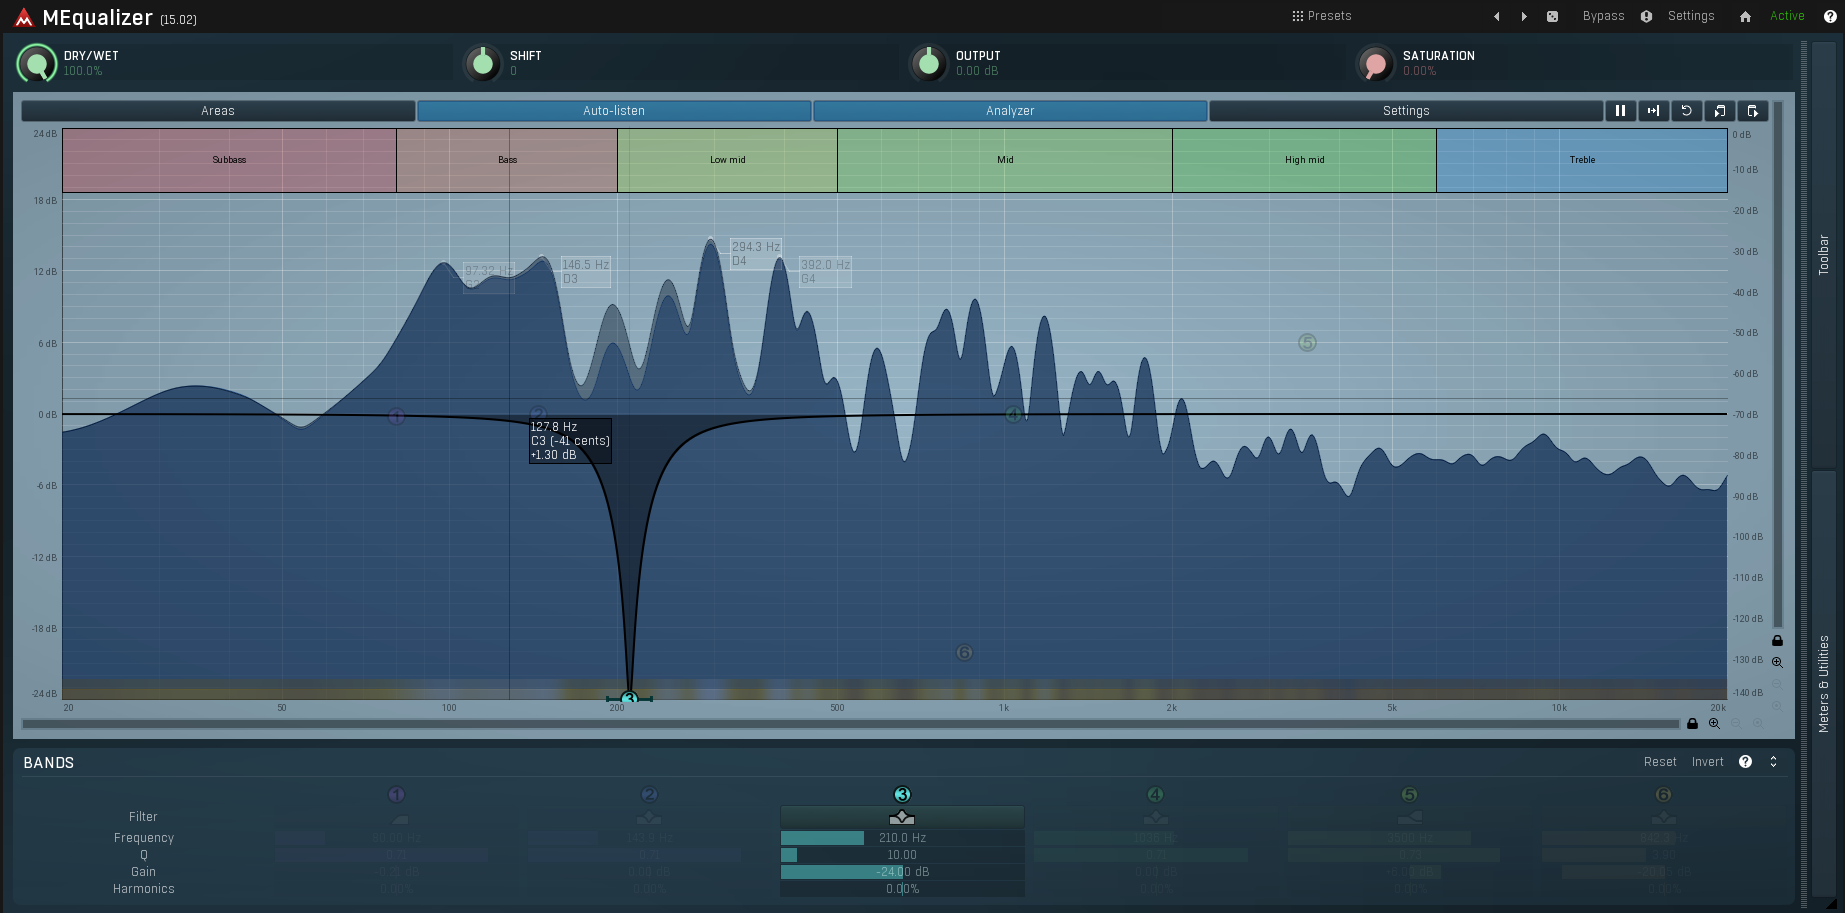 MEqualizer (15.02)
Presets
Bypass
Settings
Active
?
DRY/WET
100.0%
SHIFT
0
OUTPUT
0.00 dB
SATURATION
0.00%
Areas
Auto-listen
Analyzer
Settings
Toolbar
Meters & Utilities
Subbass
Bass
Low mid
Mid
High mid
Treble
24 dB
18 dB
12 dB
6 dB
0 dB
-6 dB
-12 dB
-18 dB
-24 dB
0 dB
-10 dB
-20 dB
-30 dB
-40 dB
-50 dB
-60 dB
-70 dB
-80 dB
-90 dB
-100 dB
-110 dB
-120 dB
-130 dB
-140 dB
97.32 Hz
146.5 Hz
D3
294.3 Hz
D4
392.0 Hz
G4
1
2
3
4
5
6
127.8 Hz
C3 (-41 cents)
+1.30 dB
20
50
100
200
500
1k
2k
5k
10k
20k
BANDS
Reset
Invert
?
1
2
3
4
5
6
Filter
Frequency
210.0 Hz
Q
10.00
Gain
-24.00 dB
Harmonics
0.00%